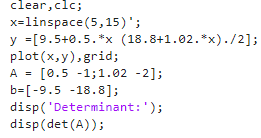 clear,clc;
x=linspace(5,15)';
y =[9.5+0.5.*x (18.8+1.02.*x)./2];
plot(x,y),grid;
A = [0.5 -1;1.02 -2];
b=[-9.5 -18.8];
disp('Determinant:');
disp(det(A));